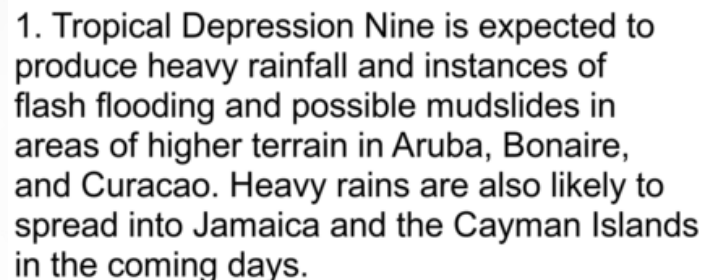 1. Tropical Depression Nine is expected to
produce heavy rainfall and instances of
flash flooding and possible mudslides in
areas of higher terrain in Aruba, Bonaire,
and Curacao. Heavy rains are also likely to
spread into Jamaica and the Cayman Islands
in the coming days.